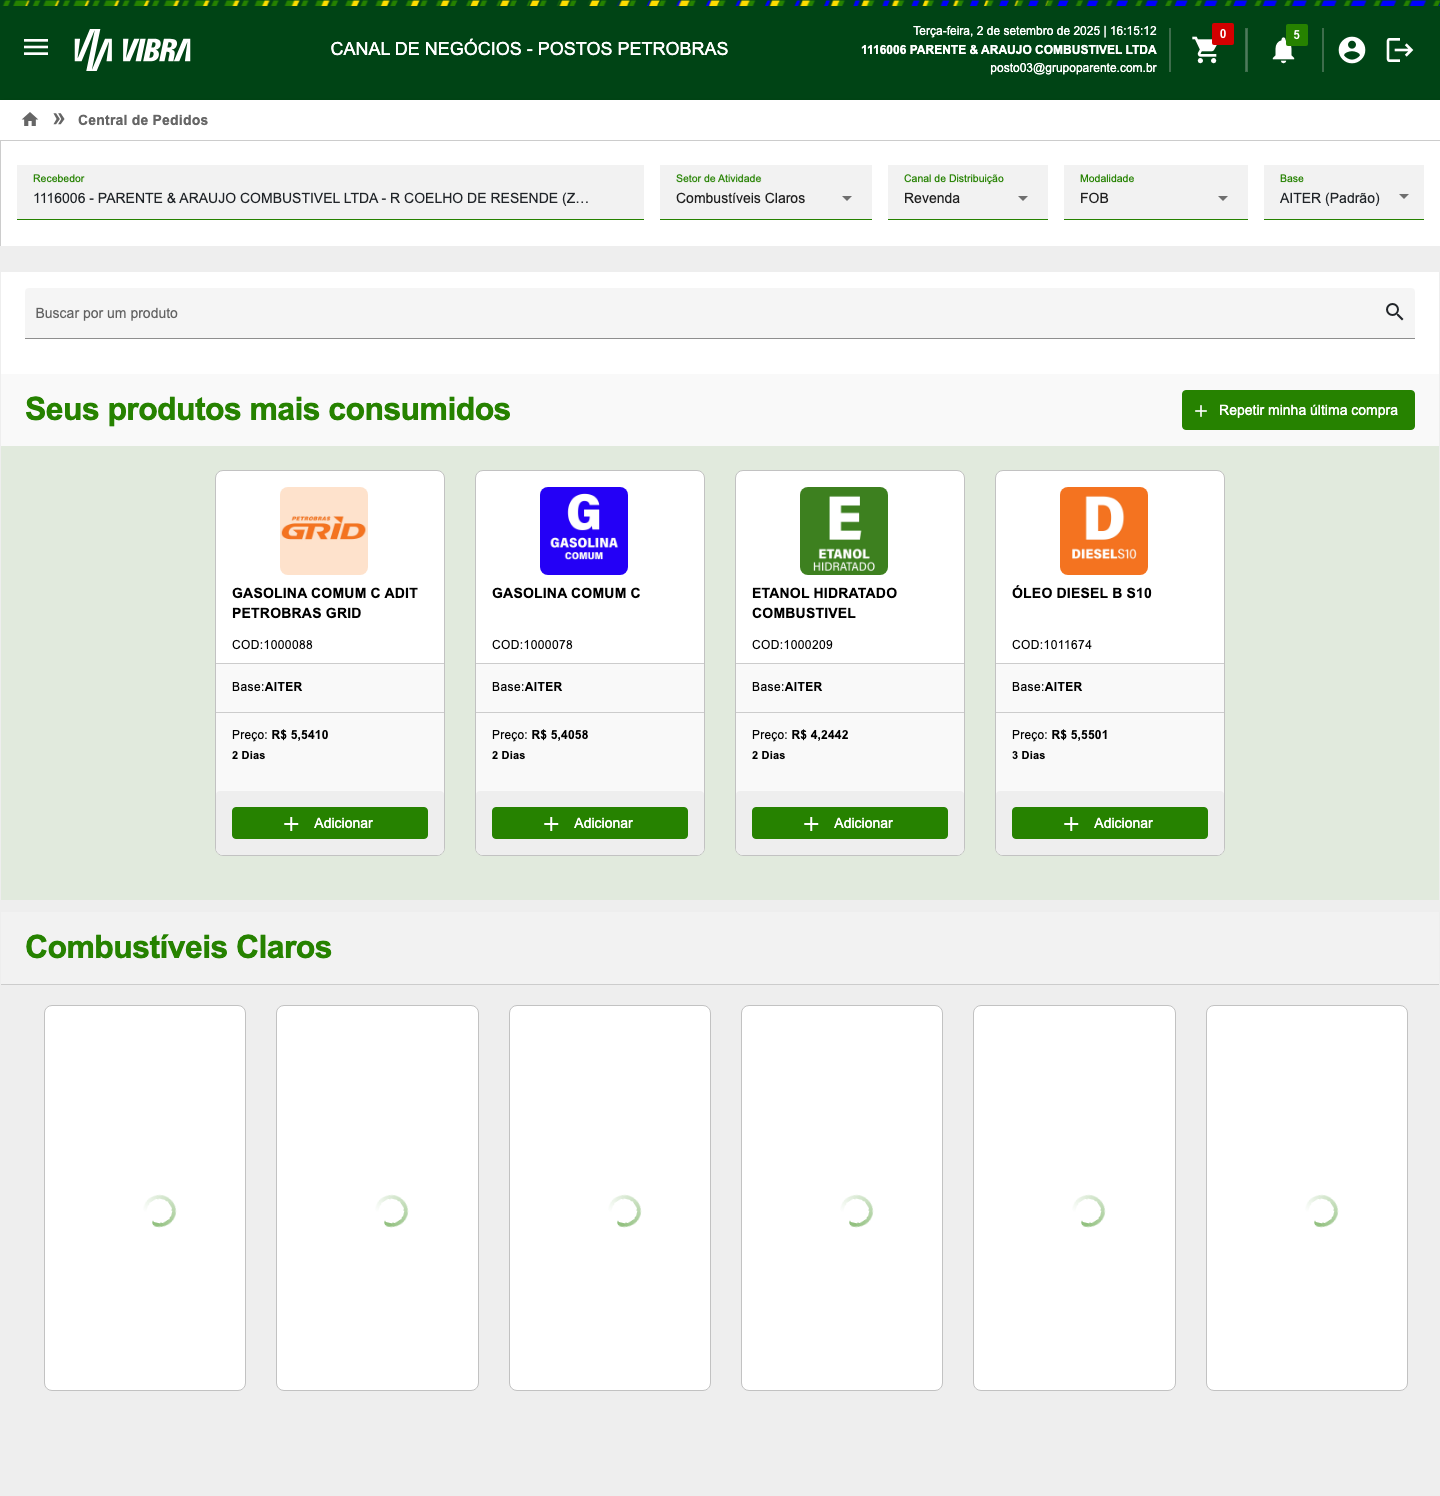 VIBRA
CANAL DE NEGÓCIOS - POSTOS PETROBRAS
Terça-feira, 2 de setembro de 2025 | 16:15:12
1116006 PARENTE & ARAUJO COMBUSTIVEL LTDA
posto03@grupoparente.com.br
0
5
Central de Pedidos
Recebedor
1116006 - PARENTE & ARAUJO COMBUSTIVEL LTDA - R COELHO DE RESENDE (Z...
Setor de Atividade
Combustíveis Claros
Canal de Distribuição
Revenda
Modalidade
FOB
Base
AITER (Padrão)
Buscar por um produto
Seus produtos mais consumidos
Repetir minha última compra
PETROBRAS
GRID
GASOLINA COMUM C ADIT
PETROBRAS GRID
COD:1000088
Base:AITER
Preço: R$ 5,5410
2 Dias
Adicionar
G
GASOLINA
COMUM
GASOLINA COMUM C
COD:1000078
Base:AITER
Preço: R$ 5,4058
2 Dias
Adicionar
E
ETANOL
HIDRATADO
ETANOL HIDRATADO
COMBUSTIVEL
COD:1000209
Base:AITER
Preço: R$ 4,2442
2 Dias
Adicionar
D
DIESELS10
ÓLEO DIESEL B S10
COD:1011674
Base:AITER
Preço: R$ 5,5501
3 Dias
Adicionar
Combustíveis Claros